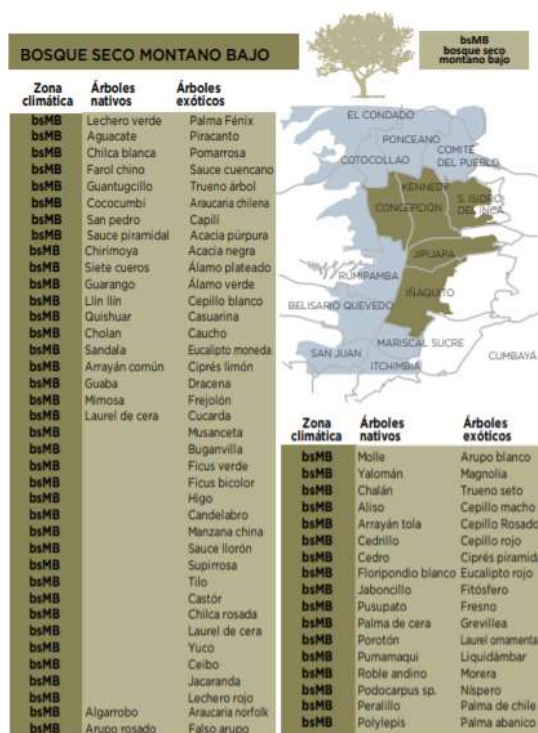 BOSQUE SECO MONTANO BAJO
bsMB
bosque seco
montano bajo
Zona climática Árboles nativos Árboles exóticos
bsMB Lechero verde Palma Fénix
bsMB Aguacate Piracanto
bsMB Chilca blanca Pomarrosa
bsMB Farol chino Sauce cuencano
bsMB Guantugcillo Trueno árbol
bsMB Cococumbi Araucaria chilena
bsMB San pedro Capilí
bsMB Sauce piramidal Acacia púrpura
bsMB Chirimoya Acacia negra
bsMB Siete cueros Álamo plateado
bsMB Guarango Álamo verde
bsMB Llin llín Cepillo blanco
bsMB Quishuar Casuarina
bsMB Cholan Caucho
bsMB Sandala Eucalipto moneda
bsMB Arrayán común Ciprés limón
bsMB Guaba Dracena
bsMB Mimosa Frejolón
bsMB Laurel de cera Cucarda
bsMB Musanceta
bsMB Buganvilla
bsMB Ficus verde
bsMB Ficus bicolor
bsMB Higo
bsMB Candelabro
bsMB Manzana china
bsMB Sauce llorón
bsMB Supirrosa
bsMB Tilo
bsMB Castór
bsMB Chilca rosada
bsMB Laurel de cera
bsMB Yuco
bsMB Ceibo
bsMB Jacaranda
bsMB Lechero rojo
bsMB Algarrobo Araucaria norfolk
bsMB Arupo rosado Falso arupo
EL CONDADO
PONCEANO
COTOCOLLAO
COMITÉ DEL PUEBLO
KENNEDY
CONCEPCIÓN
S. ISIDRO DEL INCA
JIPIJAPA
RUMIPAMBA
IÑAQUITO
BELISARIO QUEVEDO
MARISCAL SUCRE
SAN JUAN
ITCHIMBIA
CUMBAYÁ
Zona climática Árboles nativos Árboles exóticos
bsMB Molle Arupo blanco
bsMB Yalomán Magnolia
bsMB Chalán Trueno seto
bsMB Aliso Cepillo macho
bsMB Arrayán tola Cepillo Rosado
bsMB Cedrillo Cepillo rojo
bsMB Cedro Ciprés piramida
bsMB Floripondio blanco Eucalipto rojo
bsMB Jaboncillo Fitósfero
bsMB Pusupato Fresno
bsMB Palma de cera Grevillea
bsMB Porotón Laurel ornamenta
bsMB Pumamaqui Liquidámbar
bsMB Roble andino Morera
bsMB Podocarpus sp. Níspero
bsMB Peralillo Palma de chile
bsMB Polylepis Palma abanico